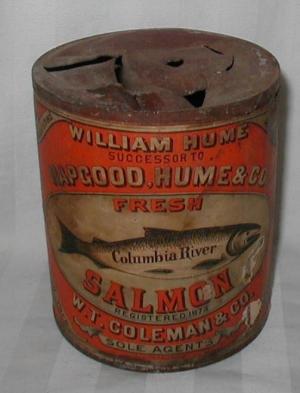 WILLIAM HUME
SUCCESSOR TO
HAPGOOD, HUME & CO
FRESH
Columbia River
SALMON
REGISTERED 1873
W.T. COLEMAN & CO.
SOLE AGENTS